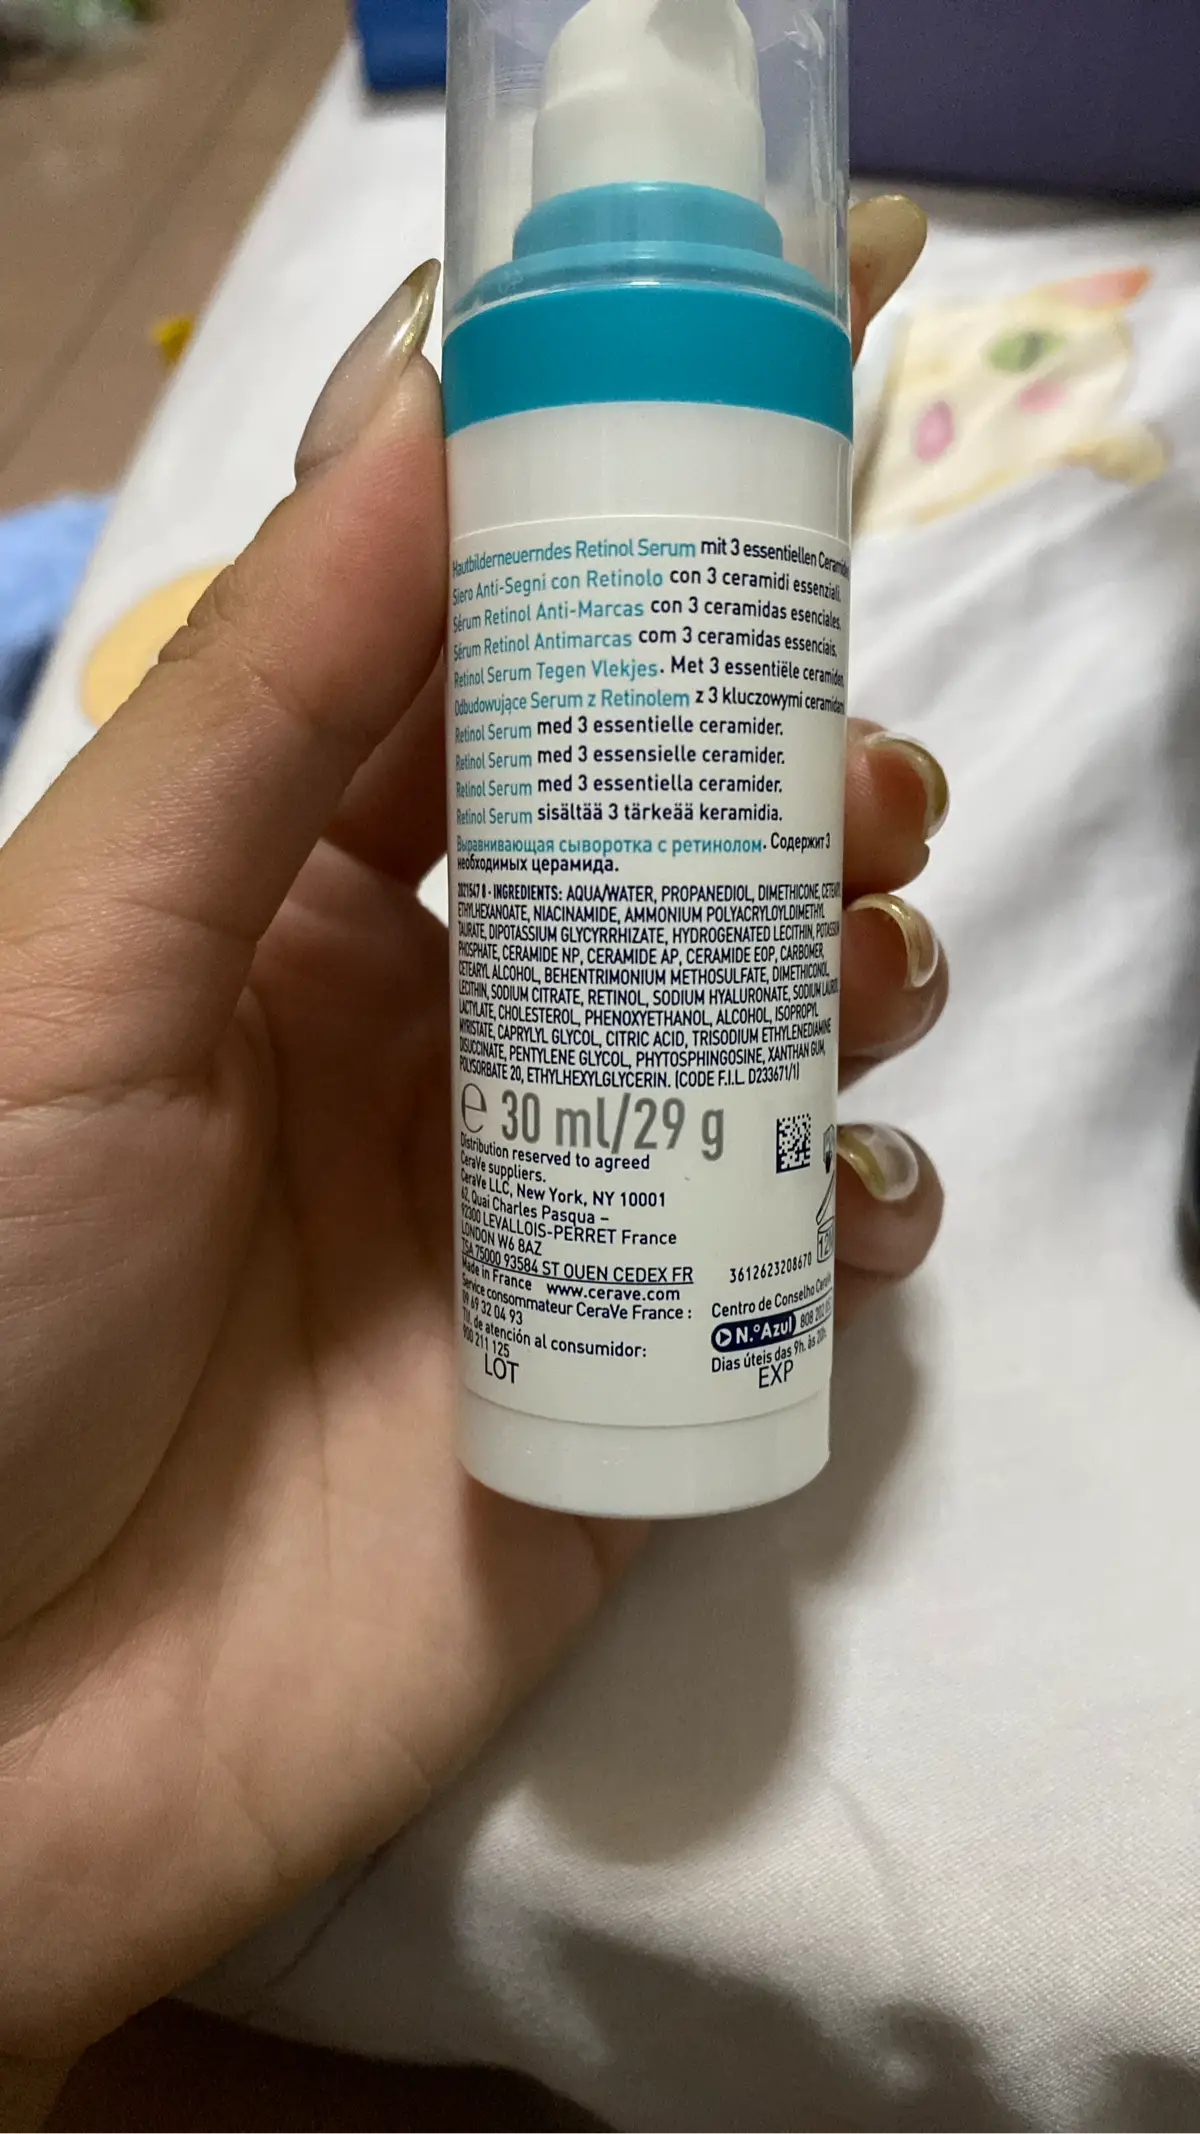 Hautbilderneuerndes Retinol Serum mit 3 essentiellen
Siero Anti-Segni con Retinolo con 3 ceramidi essenziali.
Sérum Retinol Anti-Marcas con 3 ceramidas esenciales.
Sérum Retinol Antimarcas com 3 ceramidas essenciais.
Retinol Serum Tegen Vlekjes. Met 3 essentiële
Odbudowujące Serum z Retinolem z 3 kluczowymi
Retinol Serum med 3 essentielle ceramider.
Retinol Serum med 3 essensielle ceramider.
Retinol Serum med 3 essentiella ceramider.
Retinol Serum sisältää 3 tärkeää keramidia.
Выравнивающая сыворотка с ретинолом. Содержит 3
необходимых церамида.
2021547 8 - INGREDIENTS: AQUA/WATER, PROPANEDIOL, DIMETHICONE,
ETHYLHEXANOATE, NIACINAMIDE, AMMONIUM POLYACRYLOYLDIMETHYL
TAURATE, DIPOTASSIUM GLYCYRRHIZATE, HYDROGENATED LECITHIN, POTASSIUM
PHOSPHATE, CERAMIDE NP, CERAMIDE AP, CERAMIDE EOP, CARBOMER,
CETEARYL ALCOHOL, BEHENTRIMONIUM METHOSULFATE, DIMETHICONOL,
LECITHIN, SODIUM CITRATE, RETINOL, SODIUM HYALURONATE, SODIUM
LACTYLATE, CHOLESTEROL, PHENOXYETHANOL, ALCOHOL, ISOPROPYL
MYRISTATE, CAPRYLYL GLYCOL, CITRIC ACID, TRISODIUM ETHYLENEDIAMINE
DISUCCINATE, PENTYLENE GLYCOL, PHYTOSPHINGOSINE, XANTHAN GUM,
POLYSORBATE 20, ETHYLHEXYLGLYCERIN. (CODE F.I.L. D233671/1)
e 30 ml/29 g
Distribution reserved to agreed
CeraVe suppliers.
CeraVe LLC, New York, NY 10001
62, Quai Charles Pasqua –
92300 LEVALLOIS-PERRET France
LONDON W6 8AZ
TSA 75000 93584 ST OUEN CEDEX FR
Made in France www.cerave.com
Service consommateur CeraVe France :
09 69 32 04 93
Tlf. de atención al consumidor:
900 211 125
LOT
12M
3612623208670
Centro de Conselho CeraVe
N.º Azul 808 202
Dias úteis das 9h. às
EXP